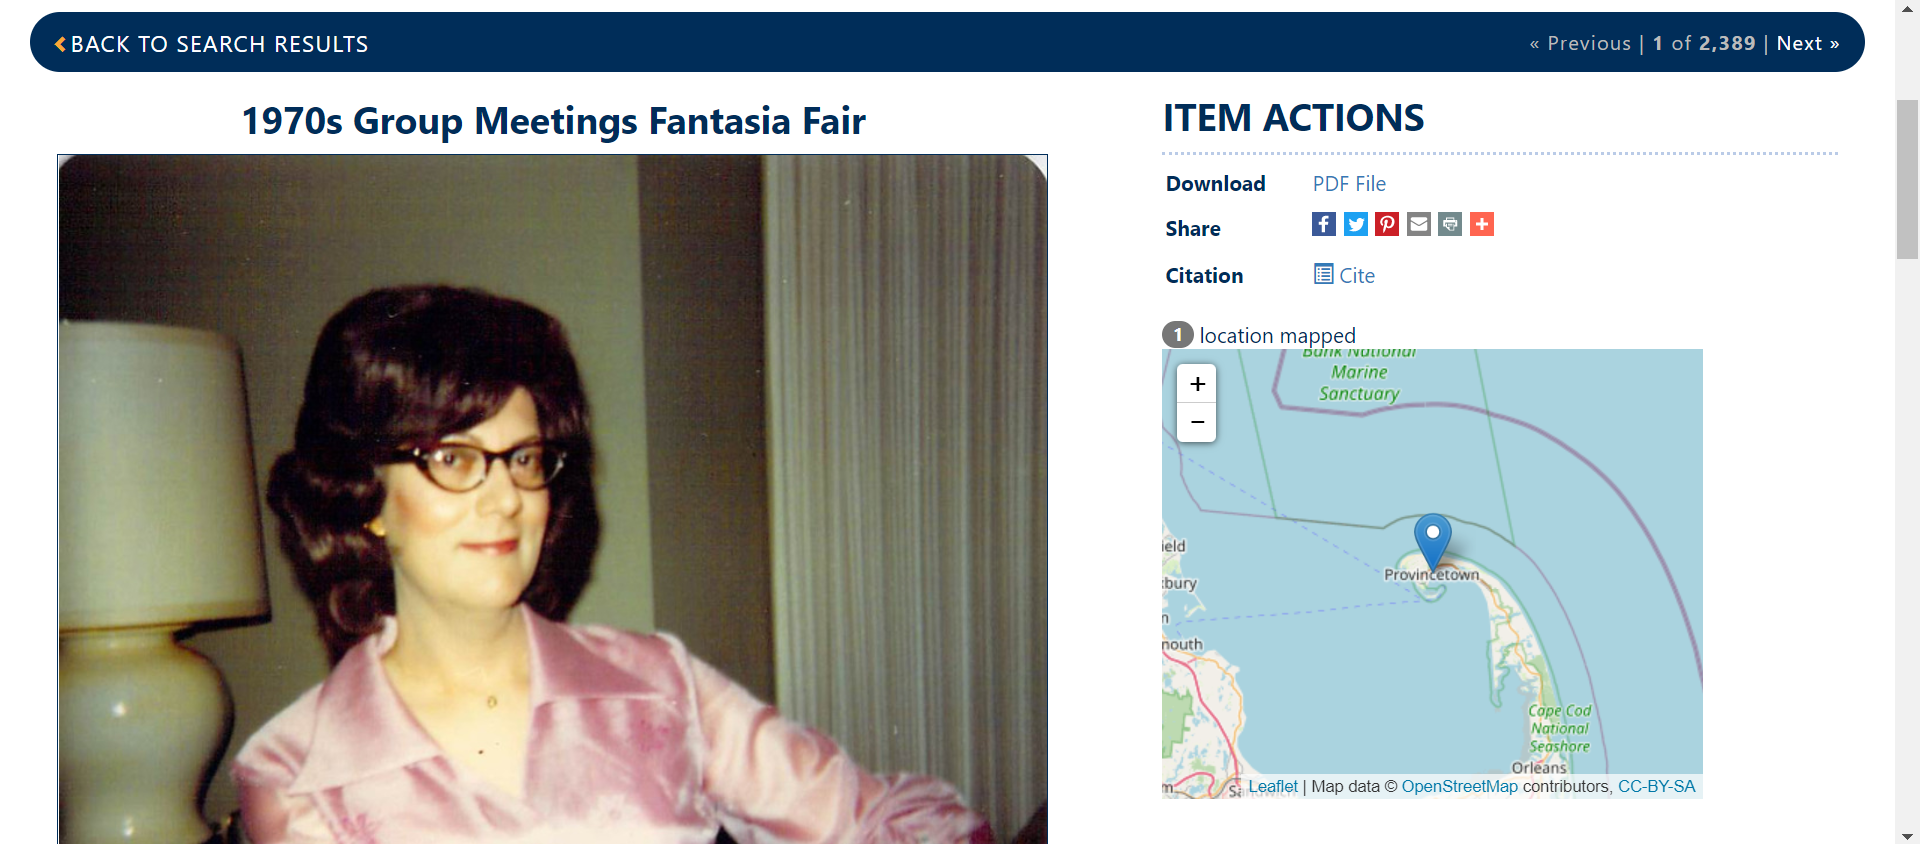 BACK TO SEARCH RESULTS
« Previous | 1 of 2,389 | Next »
1970s Group Meetings Fantasia Fair
ITEM ACTIONS
Download PDF File
Share
Citation Cite
1 location mapped
Bank National
Marine
Sanctuary
+
−
ield
Provincetown
xbury
n
nouth
Cape Cod
National
Seashore
Orleans
m
Sandwich
Leaflet | Map data © OpenStreetMap contributors, CC-BY-SA